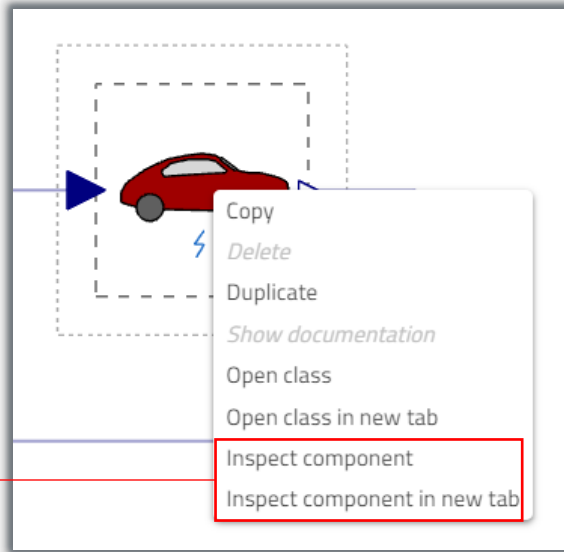 Copy
Delete
Duplicate
Show documentation
Open class
Open class in new tab
Inspect component
Inspect component in new tab